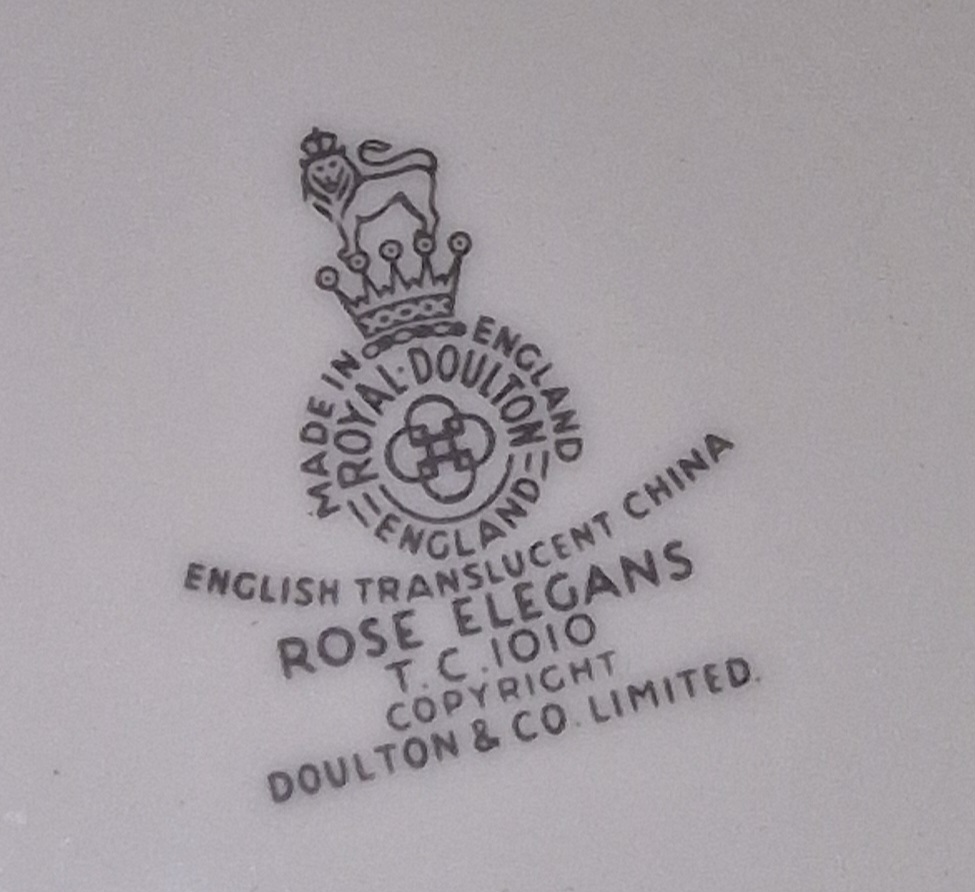 MADE IN ENGLAND
ROYAL·DOULTON
ENGLAND
ENGLISH TRANSLUCENT CHINA
ROSE ELEGANS
T.C.1010
COPYRIGHT
DOULTON & CO. LIMITED.